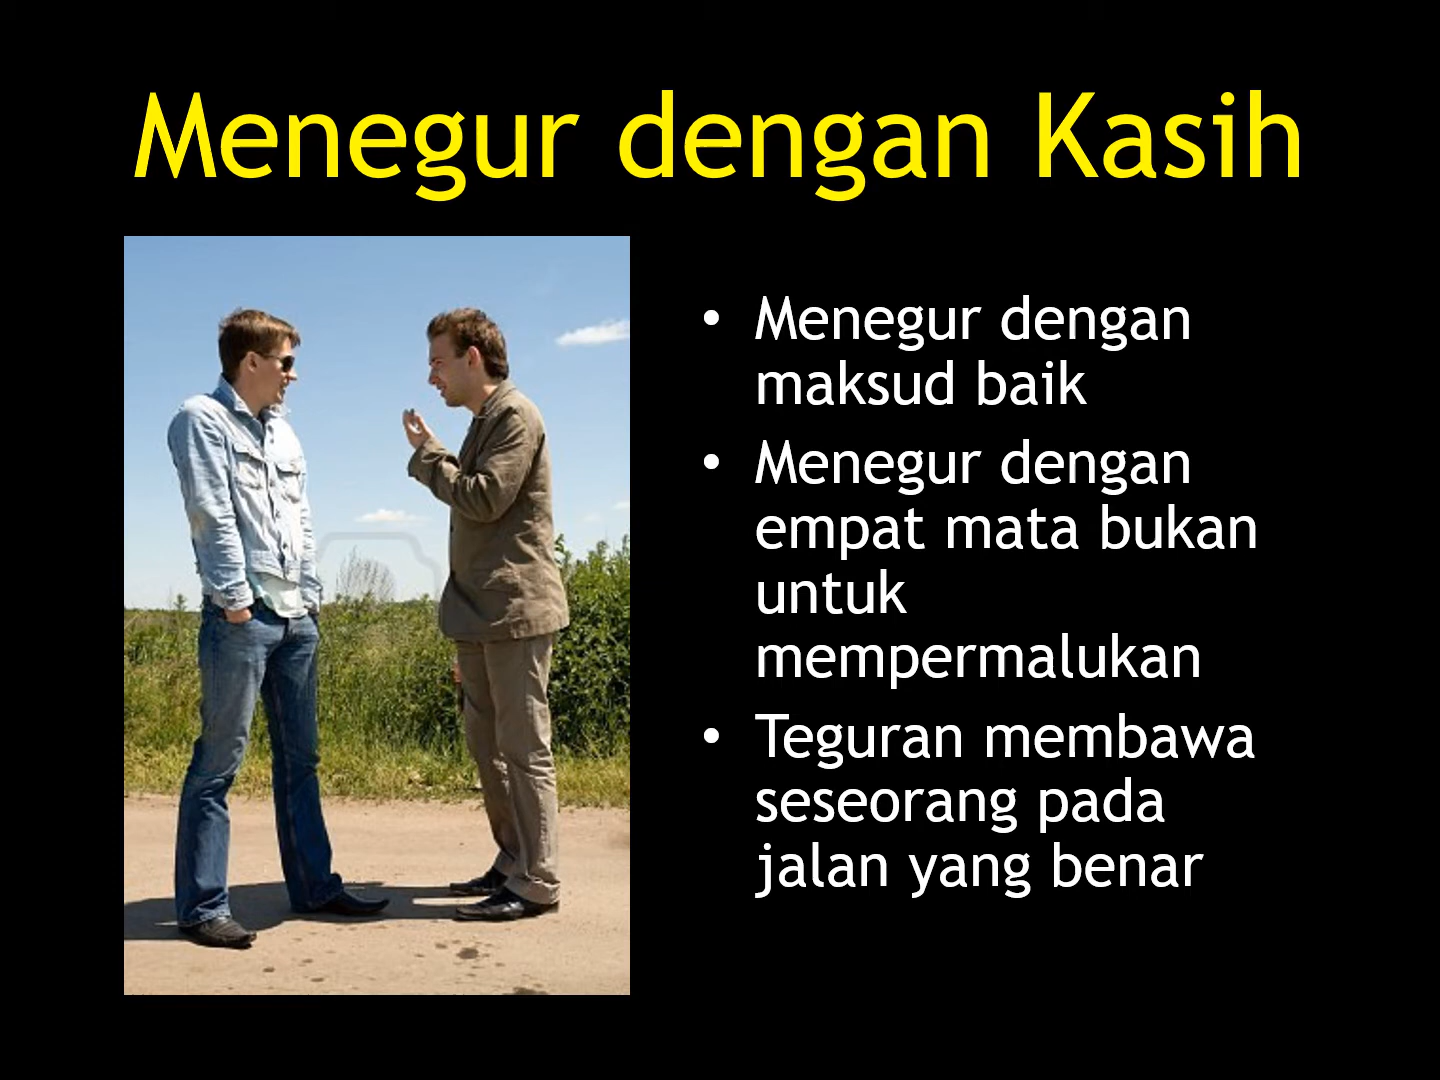 Menegur dengan Kasih
• Menegur dengan
maksud baik
• Menegur dengan
empat mata bukan
untuk
mempermalukan
• Teguran membawa
seseorang pada
jalan yang benar